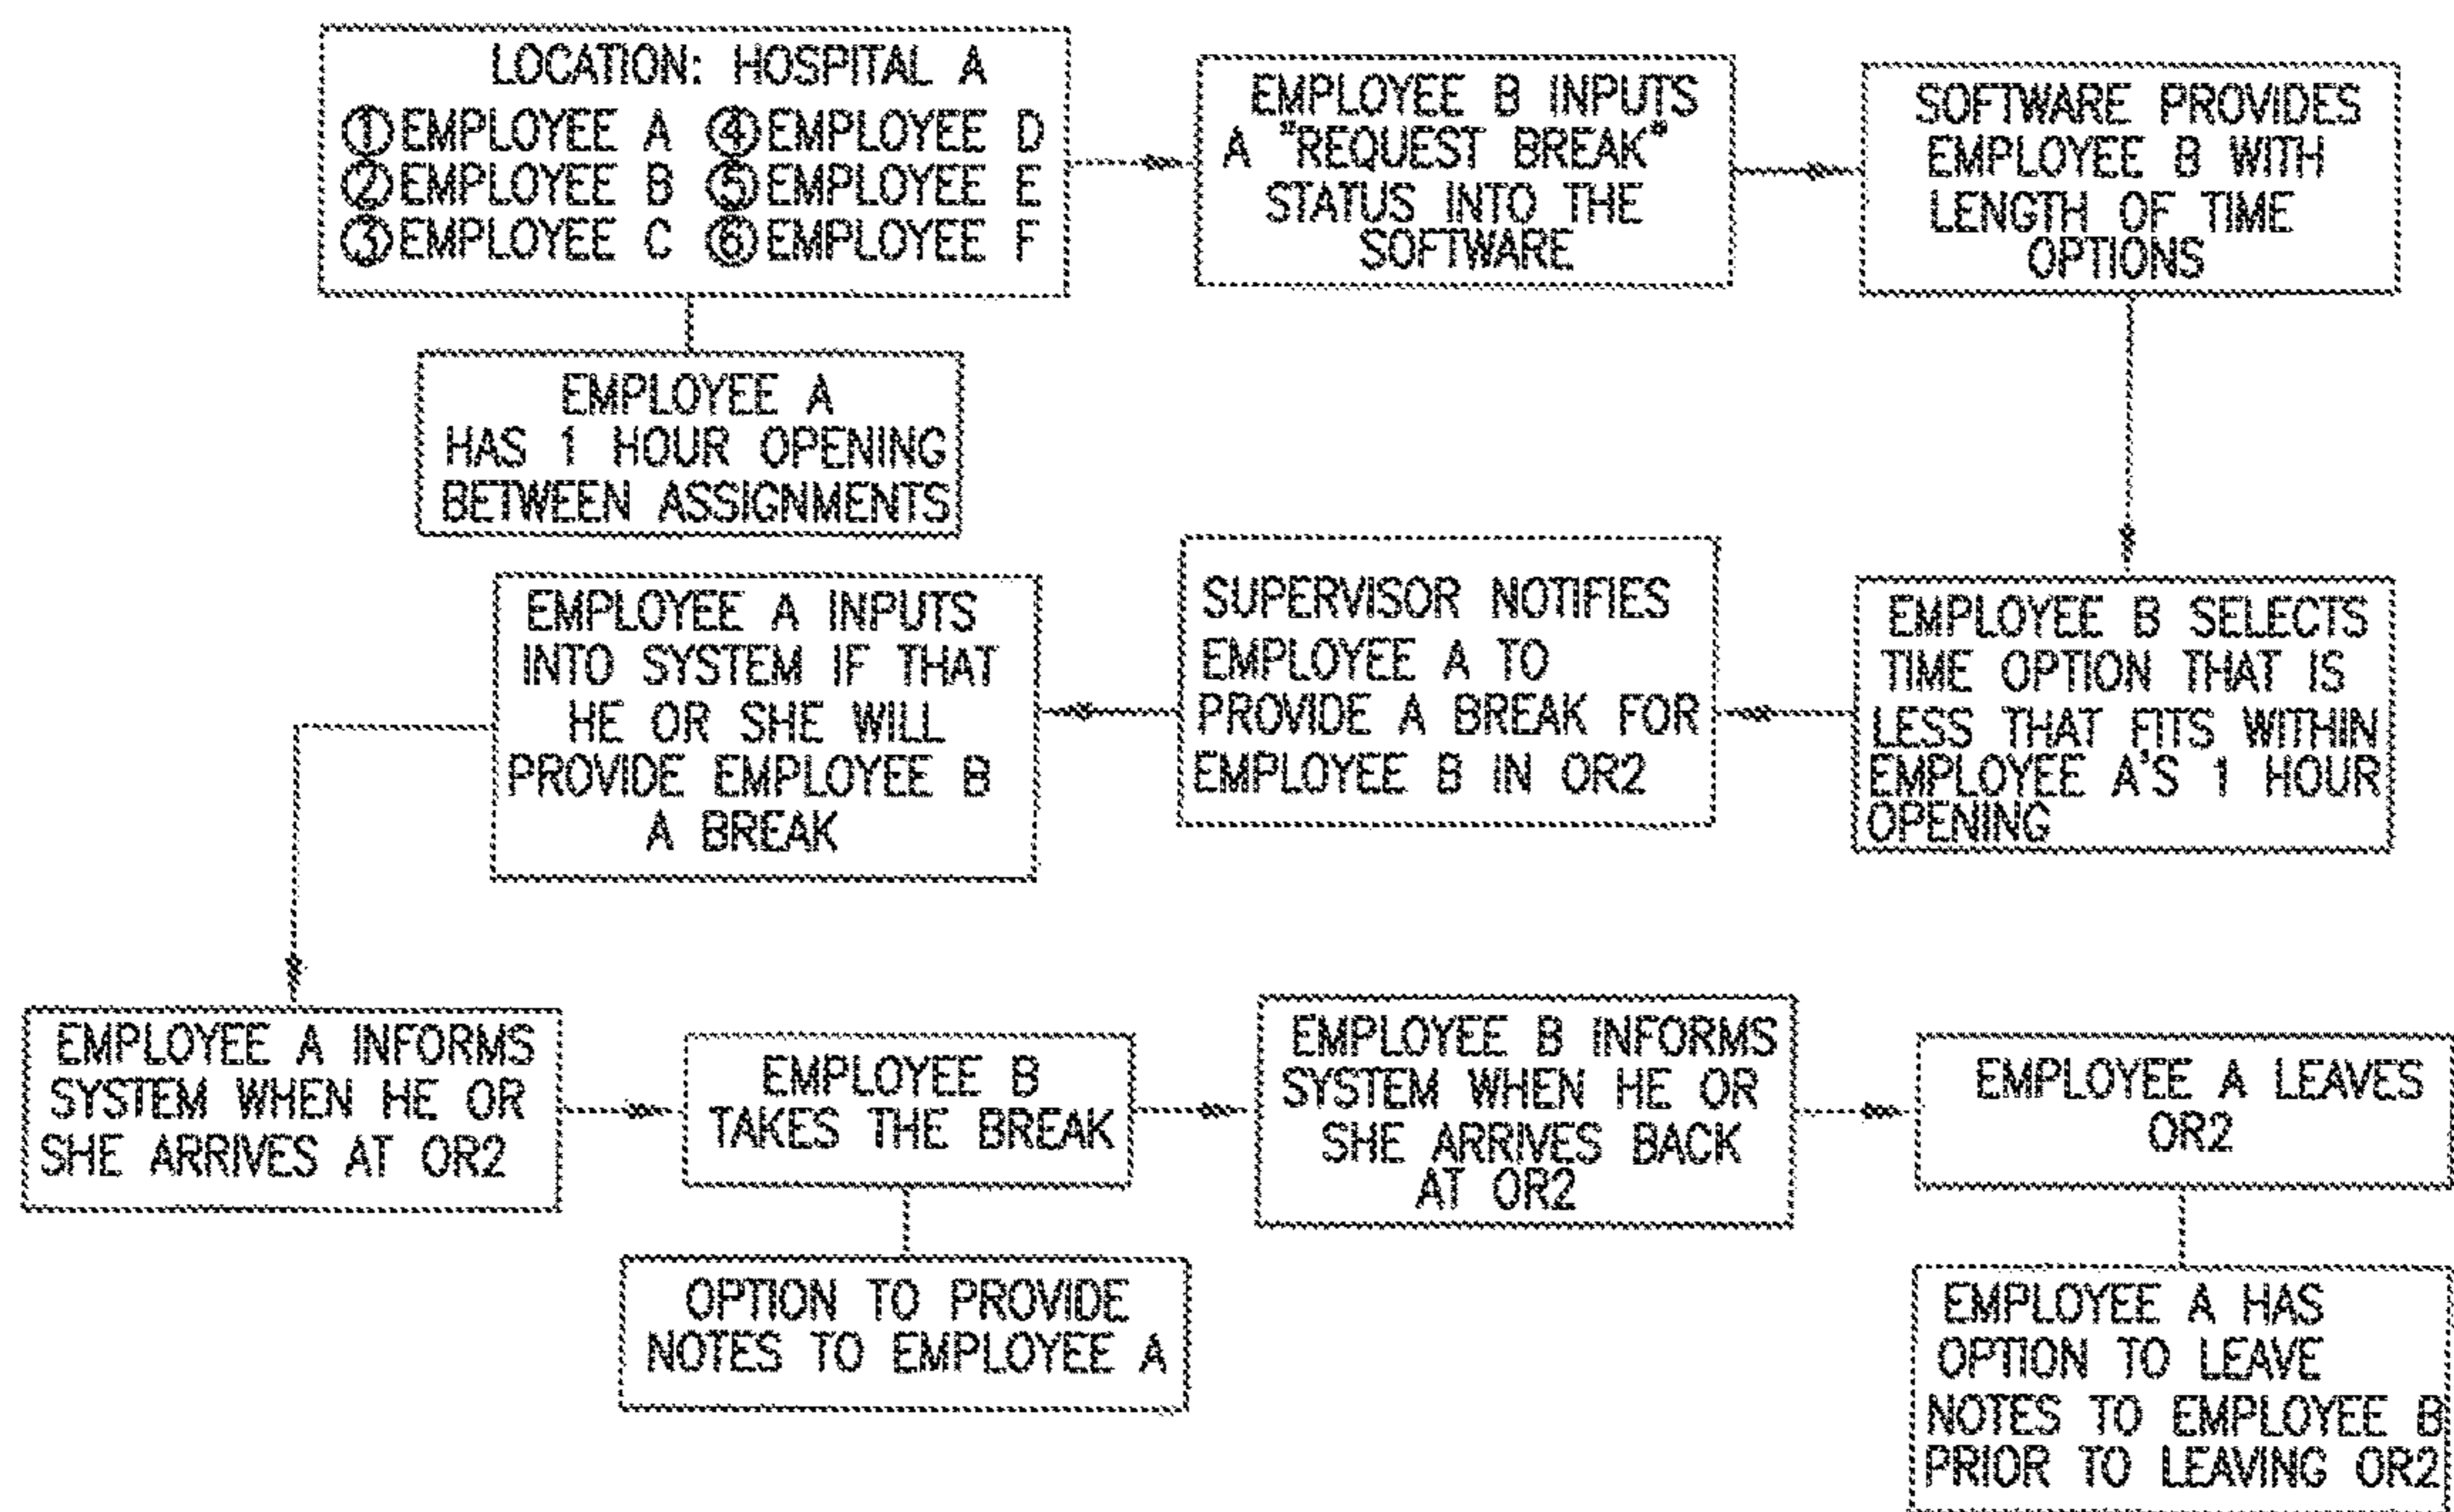 LOCATION: HOSPITAL A
①EMPLOYEE A ④EMPLOYEE D
②EMPLOYEE B ⑤EMPLOYEE E
③EMPLOYEE C ⑥EMPLOYEE F
EMPLOYEE A
HAS 1 HOUR OPENING
BETWEEN ASSIGNMENTS
EMPLOYEE B INPUTS
A "REQUEST BREAK"
STATUS INTO THE
SOFTWARE
SOFTWARE PROVIDES
EMPLOYEE B WITH
LENGTH OF TIME
OPTIONS
EMPLOYEE B SELECTS
TIME OPTION THAT IS
LESS THAT FITS WITHIN
EMPLOYEE A'S 1 HOUR
OPENING
SUPERVISOR NOTIFIES
EMPLOYEE A TO
PROVIDE A BREAK FOR
EMPLOYEE B IN OR2
EMPLOYEE A INPUTS
INTO SYSTEM IF THAT
HE OR SHE WILL
PROVIDE EMPLOYEE B
A BREAK
EMPLOYEE A INFORMS
SYSTEM WHEN HE OR
SHE ARRIVES AT OR2
EMPLOYEE B
TAKES THE BREAK
OPTION TO PROVIDE
NOTES TO EMPLOYEE A
EMPLOYEE B INFORMS
SYSTEM WHEN HE OR
SHE ARRIVES BACK
AT OR2
EMPLOYEE A LEAVES
OR2
EMPLOYEE A HAS
OPTION TO LEAVE
NOTES TO EMPLOYEE B
PRIOR TO LEAVING OR2